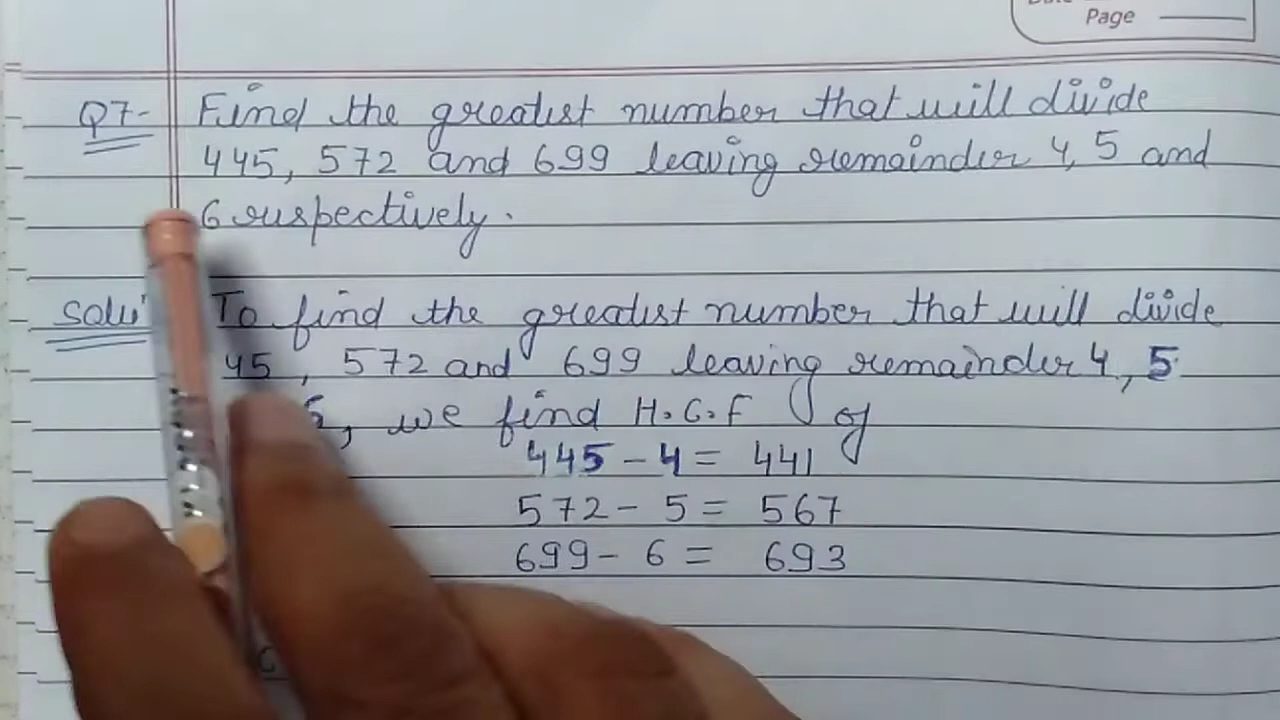 Page
Q7- Find the greatest number that will divide
445, 572 and 699 leaving remainder 4, 5 and
6 respectively.
Solu To find the greatest number that will divide
45, 572 and 699 leaving remainder 4, 5
, we find H.C.F of
445 - 4 = 441
572 - 5 = 567
699 - 6 = 693